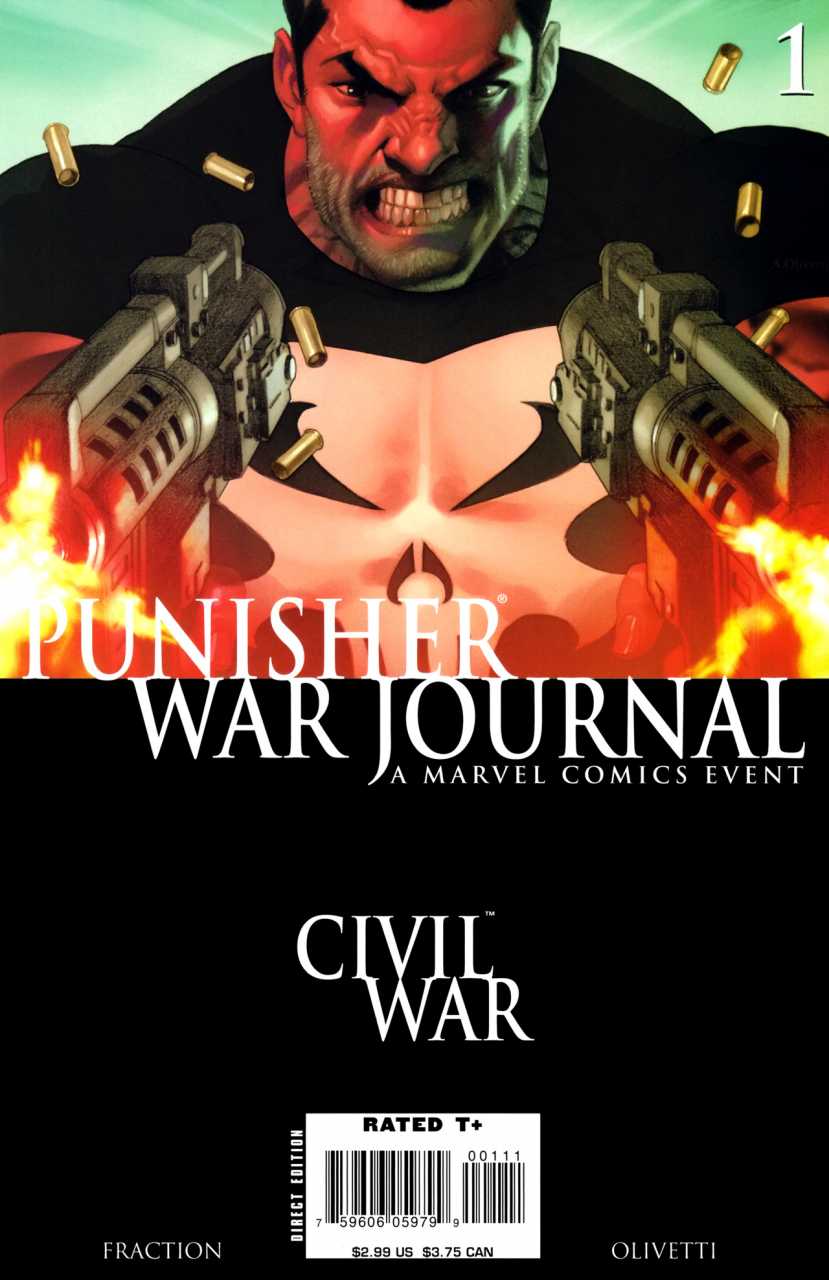 1
PUNISHER®
WAR JOURNAL
A MARVEL COMICS EVENT
CIVIL™
WAR
DIRECT EDITION
RATED T+
00111
7 59606 05979 9
$2.99 US $3.75 CAN
FRACTION
OLIVETTI